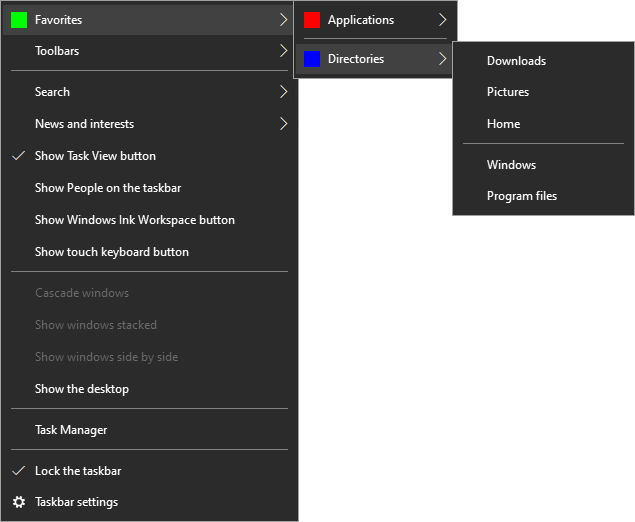 Favorites
Toolbars
Search
News and interests
Show Task View button
Show People on the taskbar
Show Windows Ink Workspace button
Show touch keyboard button
Cascade windows
Show windows stacked
Show windows side by side
Show the desktop
Task Manager
Lock the taskbar
Taskbar settings
Applications
Directories
Downloads
Pictures
Home
Windows
Program files